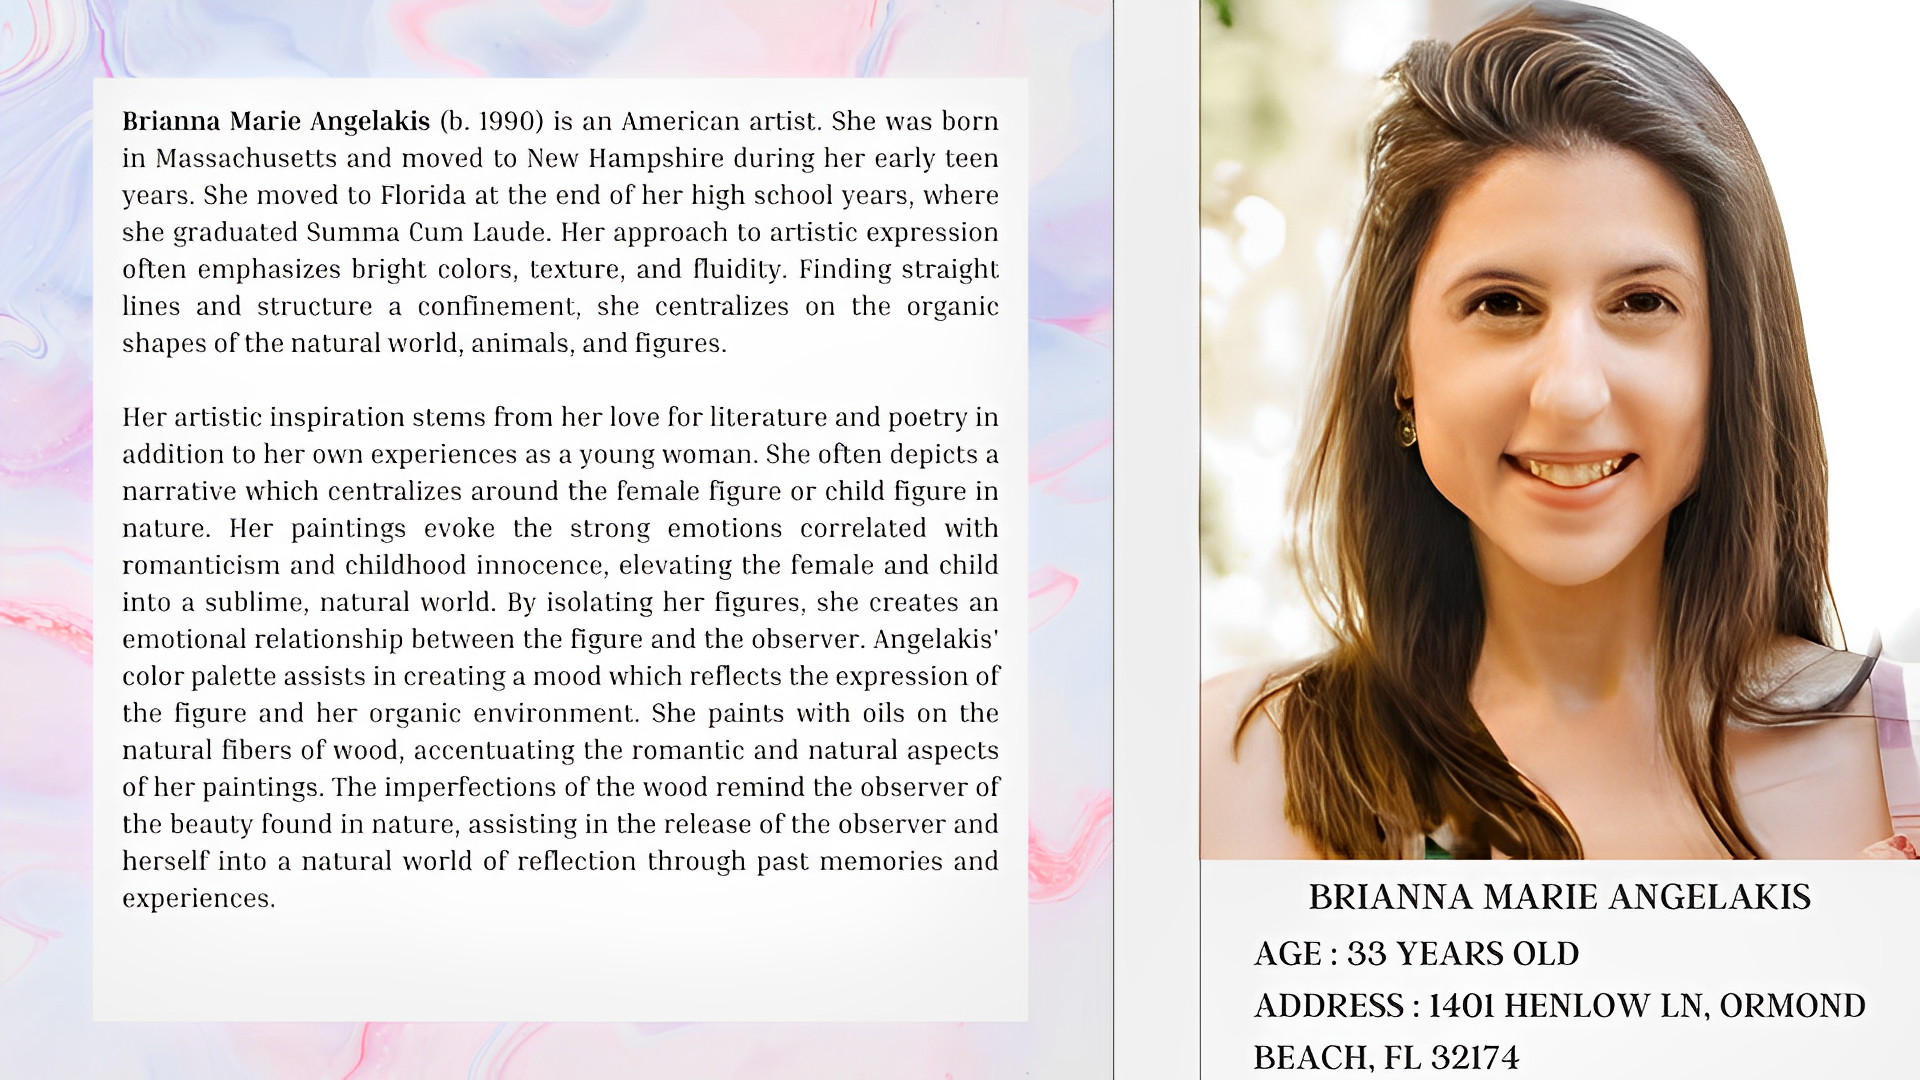 Brianna Marie Angelakis (b. 1990) is an American artist. She was born
in Massachusetts and moved to New Hampshire during her early teen
years. She moved to Florida at the end of her high school years, where
she graduated Summa Cum Laude. Her approach to artistic expression
often emphasizes bright colors, texture, and fluidity. Finding straight
lines and structure a confinement, she centralizes on the organic
shapes of the natural world, animals, and figures.
Her artistic inspiration stems from her love for literature and poetry in
addition to her own experiences as a young woman. She often depicts a
narrative which centralizes around the female figure or child figure in
nature. Her paintings evoke the strong emotions correlated with
romanticism and childhood innocence, elevating the female and child
into a sublime, natural world. By isolating her figures, she creates an
emotional relationship between the figure and the observer. Angelakis'
color palette assists in creating a mood which reflects the expression of
the figure and her organic environment. She paints with oils on the
natural fibers of wood, accentuating the romantic and natural aspects
of her paintings. The imperfections of the wood remind the observer of
the beauty found in nature, assisting in the release of the observer and
herself into a natural world of reflection through past memories and
experiences.
BRIANNA MARIE ANGELAKIS
AGE : 33 YEARS OLD
ADDRESS : 1401 HENLOW LN, ORMOND
BEACH, FL 32174